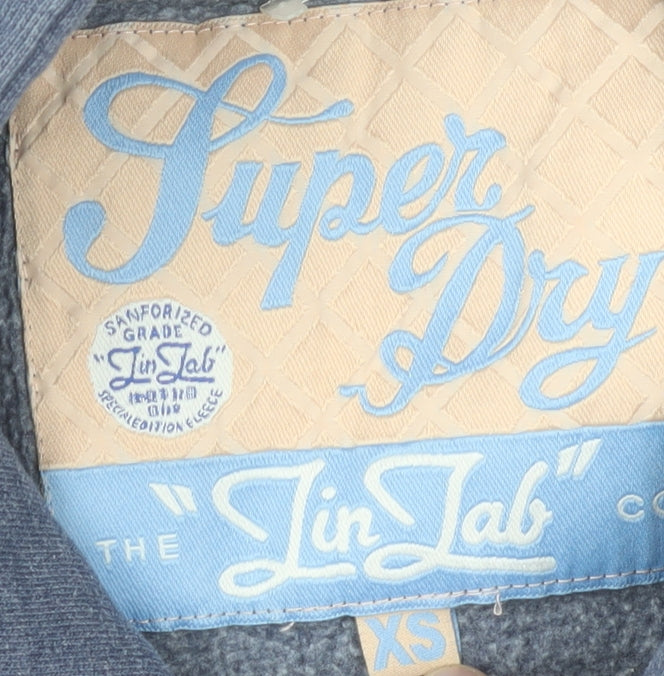 Super
Dry
SANFORIZED
GRADE
"Tin Tab"
SPECIAL EDITION FLEECE
THE "Tin Tab" CO
XS